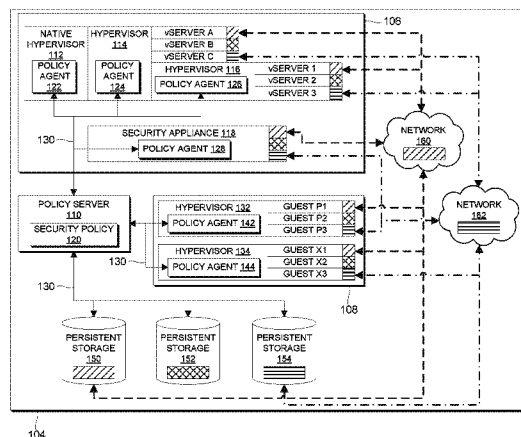 106
NATIVE
HYPERVISOR
112
POLICY
AGENT
122
HYPERVISOR
114
POLICY
AGENT
124
vSERVER A
vSERVER B
vSERVER C
HYPERVISOR 116
POLICY AGENT 126
vSERVER 1
vSERVER 2
vSERVER 3
130
SECURITY APPLIANCE 118
POLICY AGENT 128
NETWORK
160
NETWORK
162
POLICY SERVER
110
SECURITY POLICY
120
HYPERVISOR 132
POLICY AGENT 142
GUEST P1
GUEST P2
GUEST P3
130
HYPERVISOR 134
POLICY AGENT 144
GUEST X1
GUEST X2
GUEST X3
108
130
PERSISTENT
STORAGE
150
PERSISTENT
STORAGE
152
PERSISTENT
STORAGE
154
104